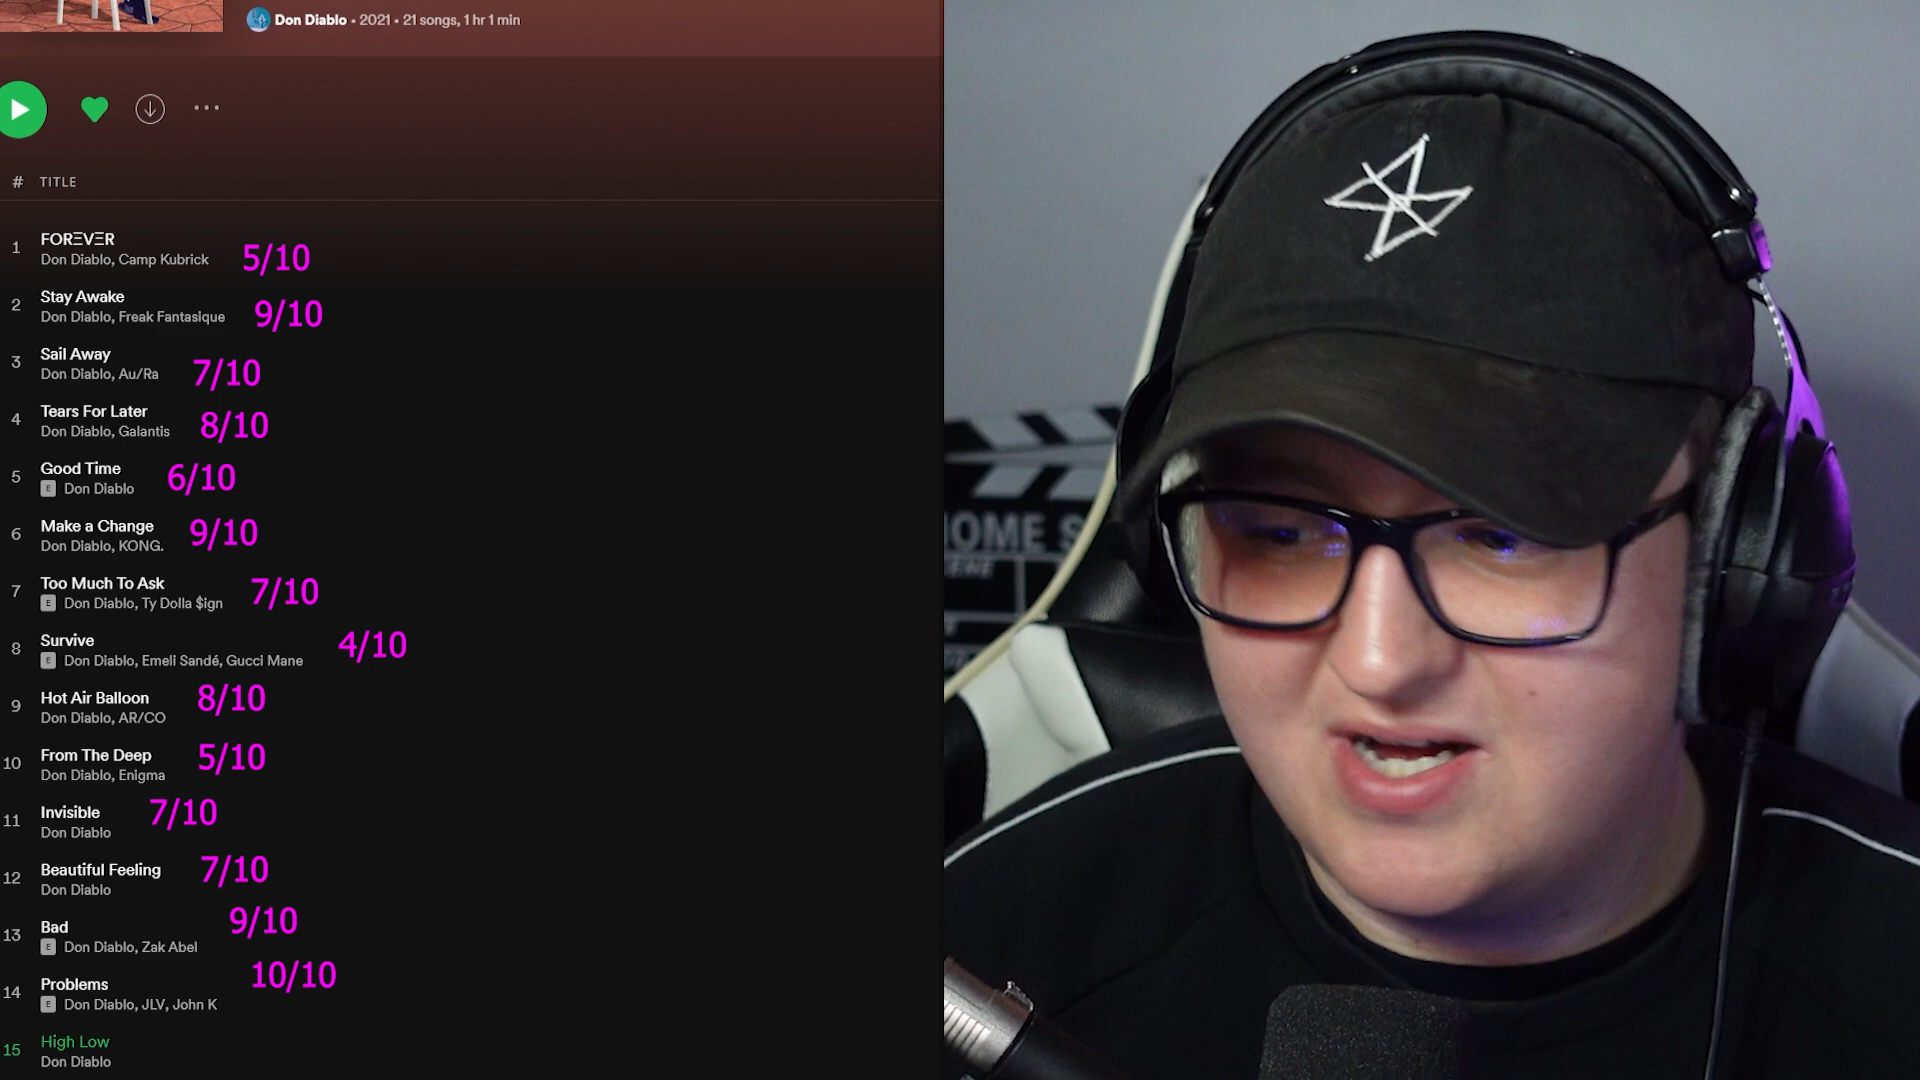 Don Diablo • 2021 • 21 songs, 1 hr 1 min
# TITLE
1 FORΞVΞR
Don Diablo, Camp Kubrick 5/10
2 Stay Awake
Don Diablo, Freak Fantasique 9/10
3 Sail Away
Don Diablo, Au/Ra 7/10
4 Tears For Later
Don Diablo, Galantis 8/10
5 Good Time
E Don Diablo 6/10
6 Make a Change
Don Diablo, KONG. 9/10
7 Too Much To Ask
E Don Diablo, Ty Dolla $ign 7/10
8 Survive
E Don Diablo, Emeli Sandé, Gucci Mane 4/10
9 Hot Air Balloon
Don Diablo, AR/CO 8/10
10 From The Deep
Don Diablo, Enigma 5/10
11 Invisible
Don Diablo 7/10
12 Beautiful Feeling
Don Diablo 7/10
13 Bad
E Don Diablo, Zak Abel 9/10
14 Problems
E Don Diablo, JLV, John K 10/10
15 High Low
Don Diablo
OME S